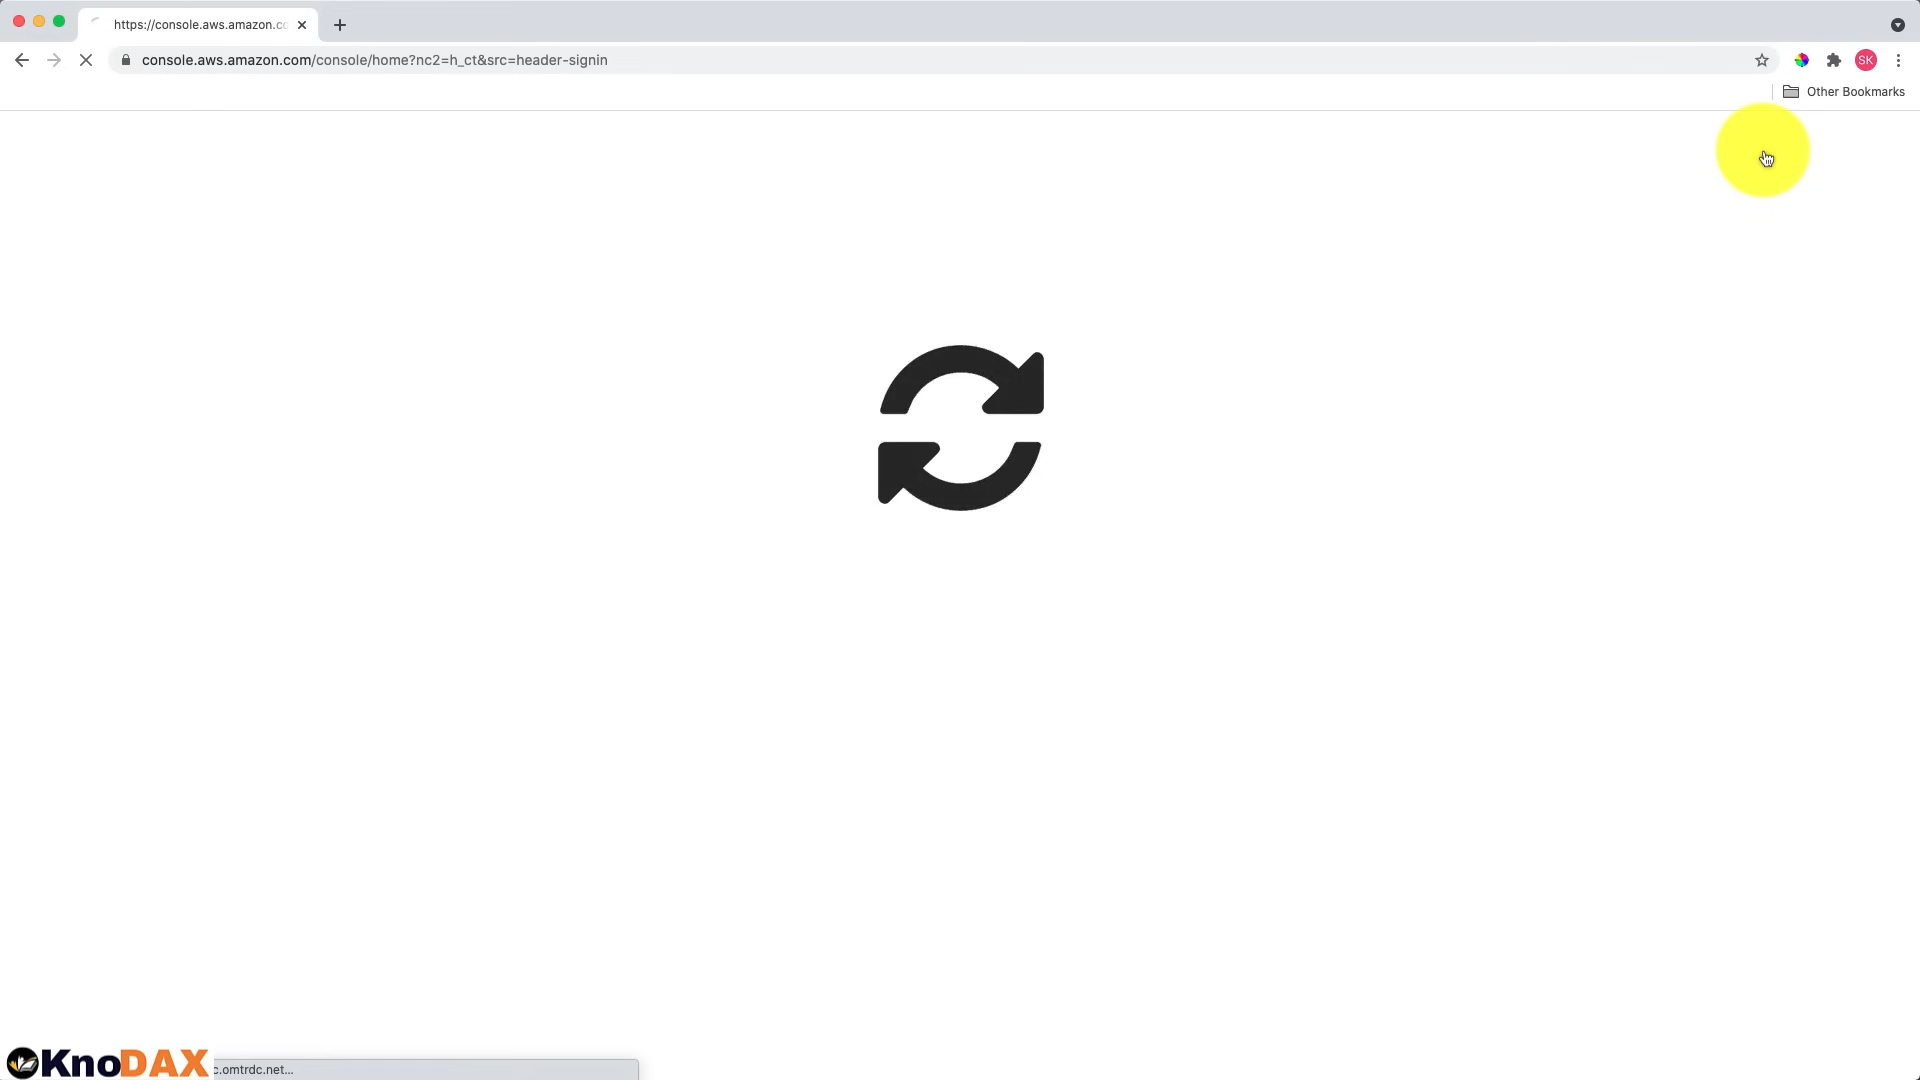 https://console.aws.amazon.co
console.aws.amazon.com/console/home?nc2=h_ct&src=header-signin
SK
Other Bookmarks
KnoDAX
c.omtrdc.net...